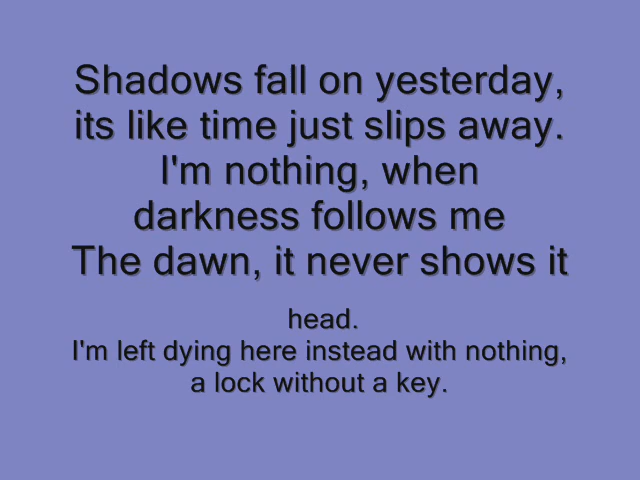 Shadows fall on yesterday,
its like time just slips away.
I'm nothing, when
darkness follows me
The dawn, it never shows it
head.
I'm left dying here instead with nothing,
a lock without a key.